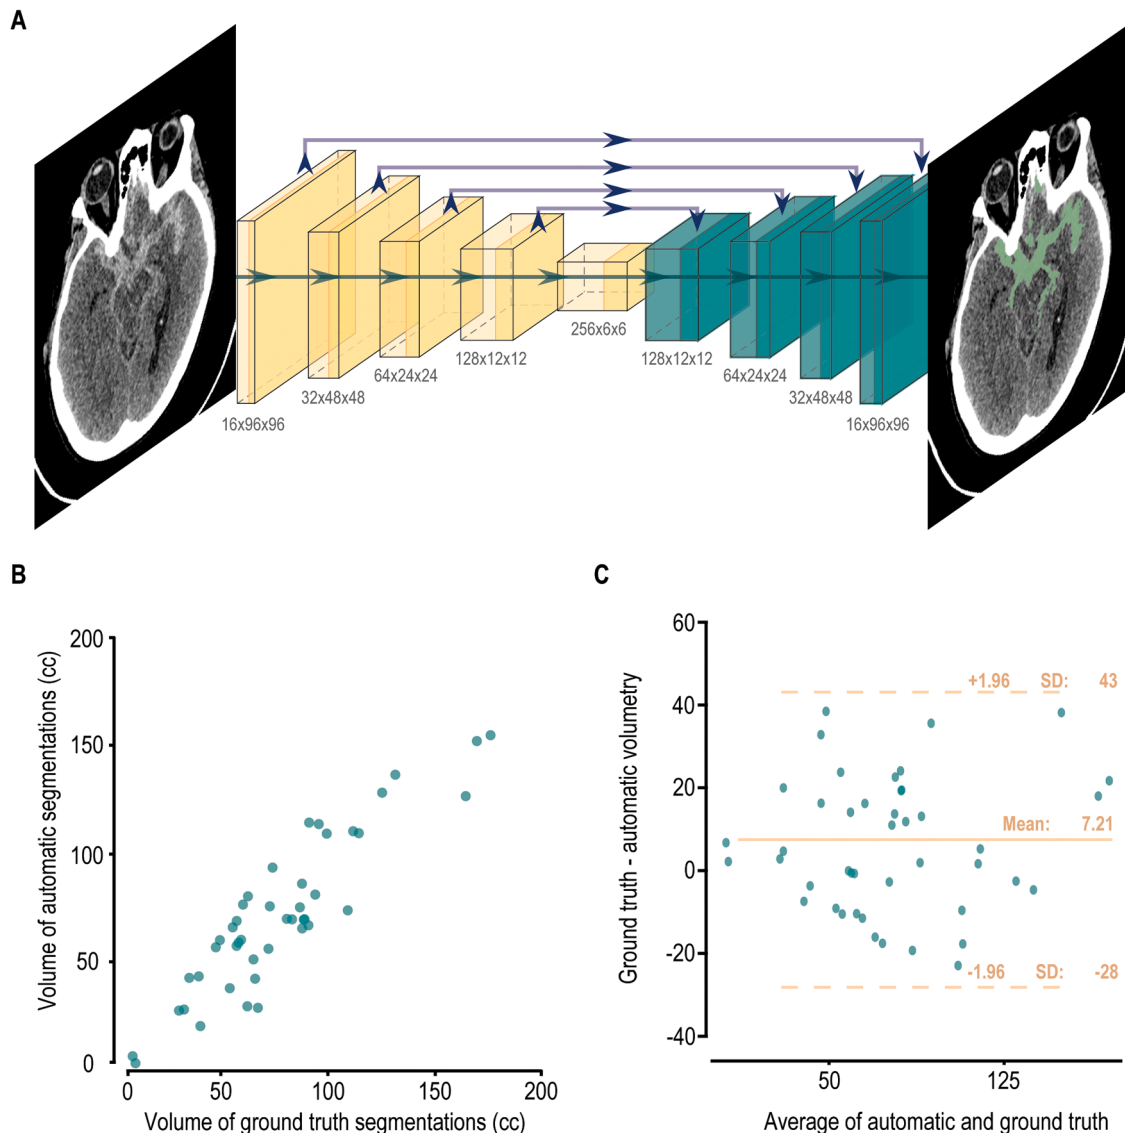 A
16x96x96
32x48x48
64x24x24
128x12x12
256x6x6
128x12x12
64x24x24
32x48x48
16x96x96
B
Volume of automatic segmentations (cc)
200
150
100
50
0
0 50 100 150 200
Volume of ground truth segmentations (cc)
C
Ground truth - automatic volumetry
60
40
20
0
-20
-40
+1.96 SD: 43
Mean: 7.21
-1.96 SD: -28
50 125
Average of automatic and ground truth